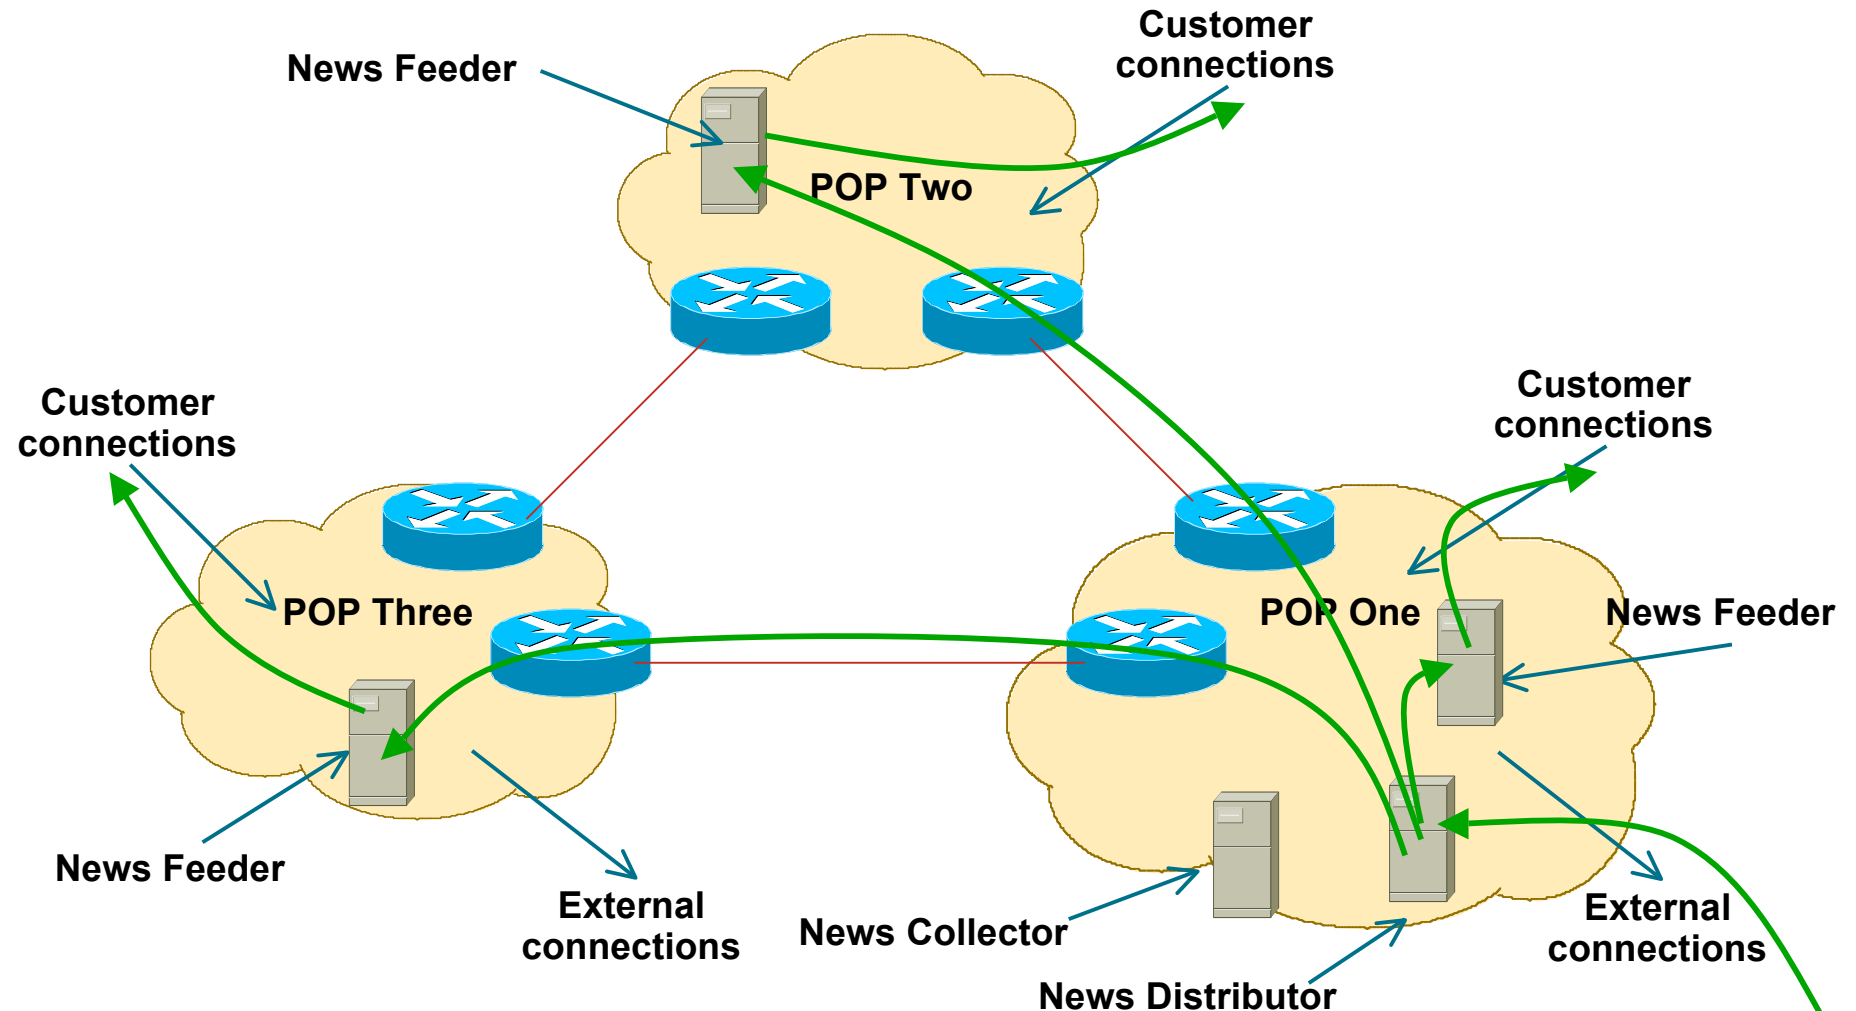 Customer
connections
News Feeder
POP Two
Customer
connections
Customer
connections
POP Three
POP One
News Feeder
News Feeder
External
connections
External
connections
News Collector
News Distributor